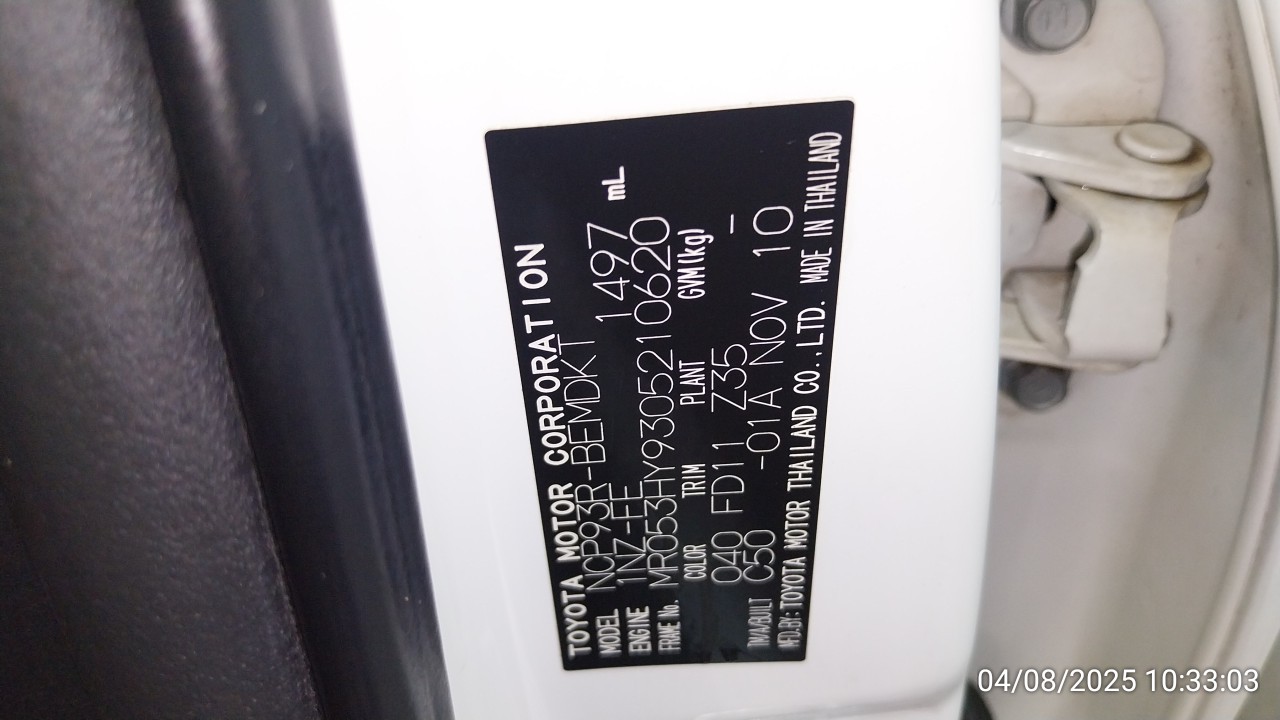 TOYOTA MOTOR CORPORATION
MODEL NCP93R-BEMDKT 1497 mL
ENGINE 1NZ-FE
FRAME No. MR053HY9305210620
COLOR TRIM PLANT GVM(kg)
040 FD11 Z35 -
TM/A/BUILT C50 -01A NOV 10
MFD.BY:TOYOTA MOTOR THAILAND CO.,LTD. MADE IN THAILAND
04/08/2025 10:33:03